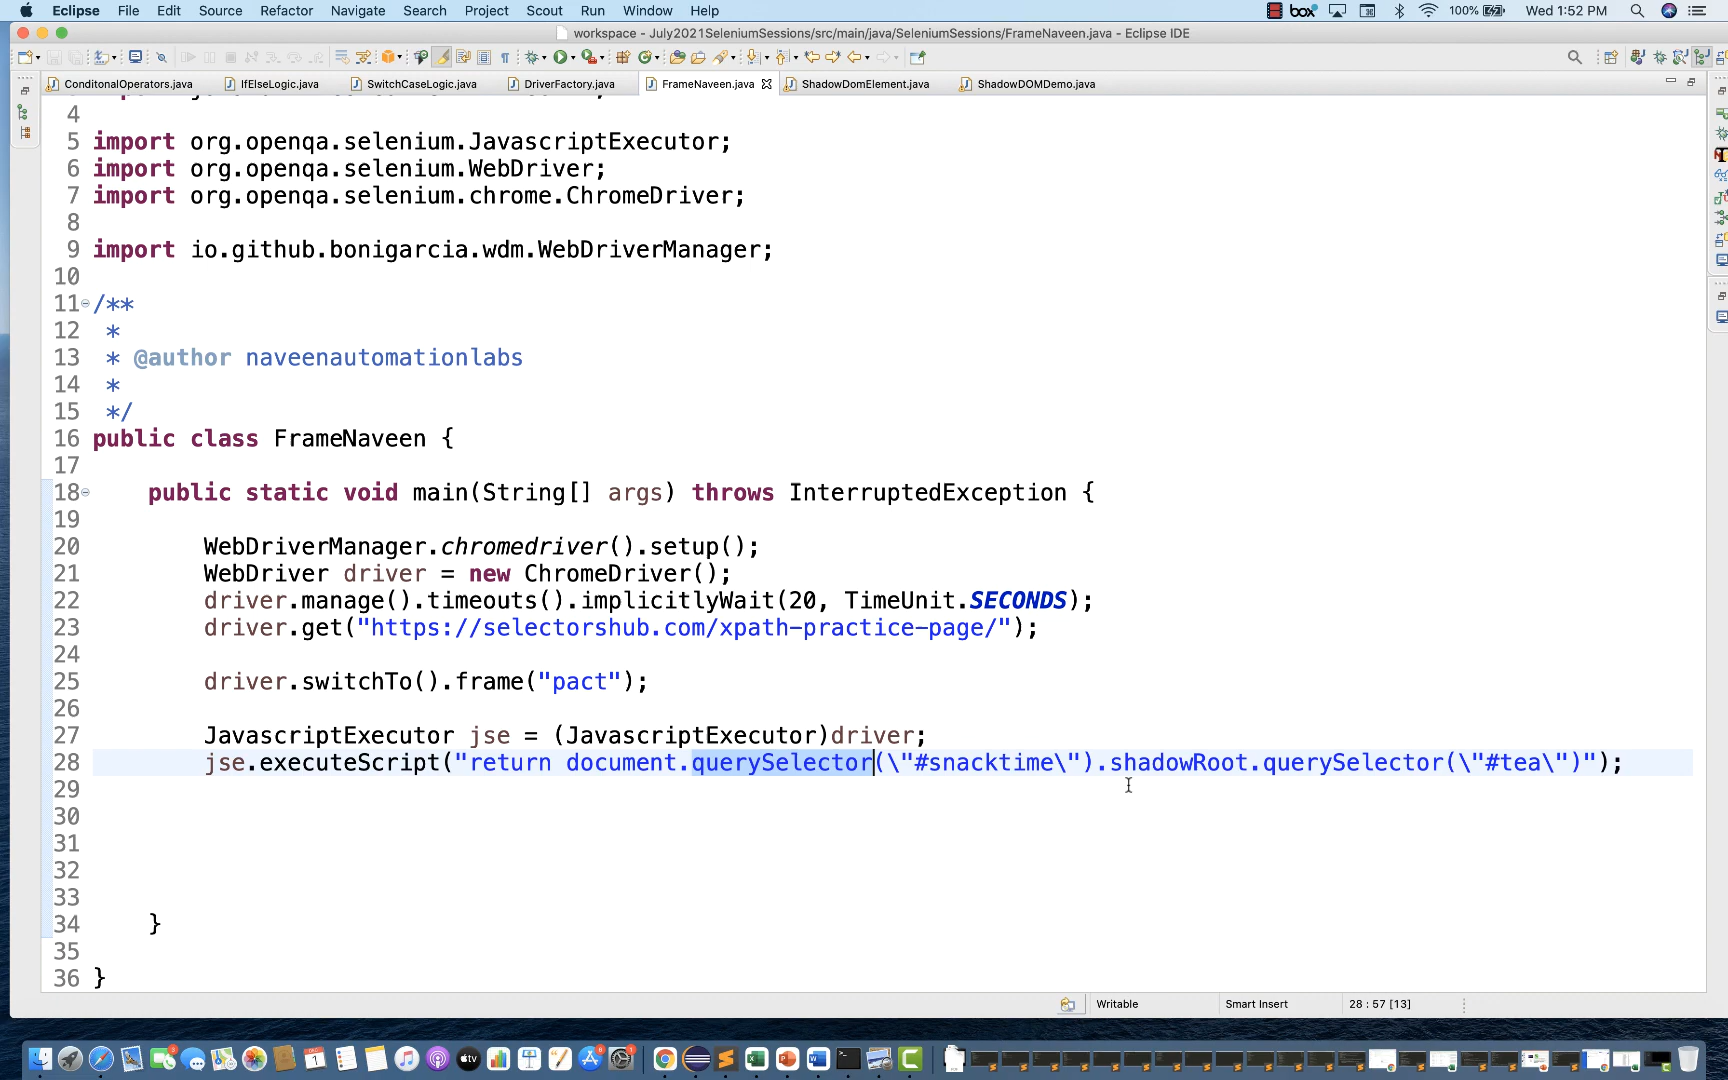 Eclipse File Edit Source Refactor Navigate Search Project Scout Run Window Help box 100% Wed 1:52 PM
workspace - July2021SeleniumSessions/src/main/java/SeleniumSessions/FrameNaveen.java - Eclipse IDE
ConditonalOperators.java IfElseLogic.java SwitchCaseLogic.java DriverFactory.java FrameNaveen.java ShadowDomElement.java ShadowDOMDemo.java
4
5 import org.openqa.selenium.JavascriptExecutor;
6 import org.openqa.selenium.WebDriver;
7 import org.openqa.selenium.chrome.ChromeDriver;
8
9 import io.github.bonigarcia.wdm.WebDriverManager;
10
11 /**
12 *
13 * @author naveenautomationlabs
14 *
15 */
16 public class FrameNaveen {
17
18 public static void main(String[] args) throws InterruptedException {
19
20 WebDriverManager.chromedriver().setup();
21 WebDriver driver = new ChromeDriver();
22 driver.manage().timeouts().implicitlyWait(20, TimeUnit.SECONDS);
23 driver.get("https://selectorshub.com/xpath-practice-page/");
24
25 driver.switchTo().frame("pact");
26
27 JavascriptExecutor jse = (JavascriptExecutor)driver;
28 jse.executeScript("return document.querySelector(\"#snacktime\").shadowRoot.querySelector(\"#tea\")");
29
30
31
32
33
34 }
35
36 }
Writable Smart Insert 28 : 57 [13]